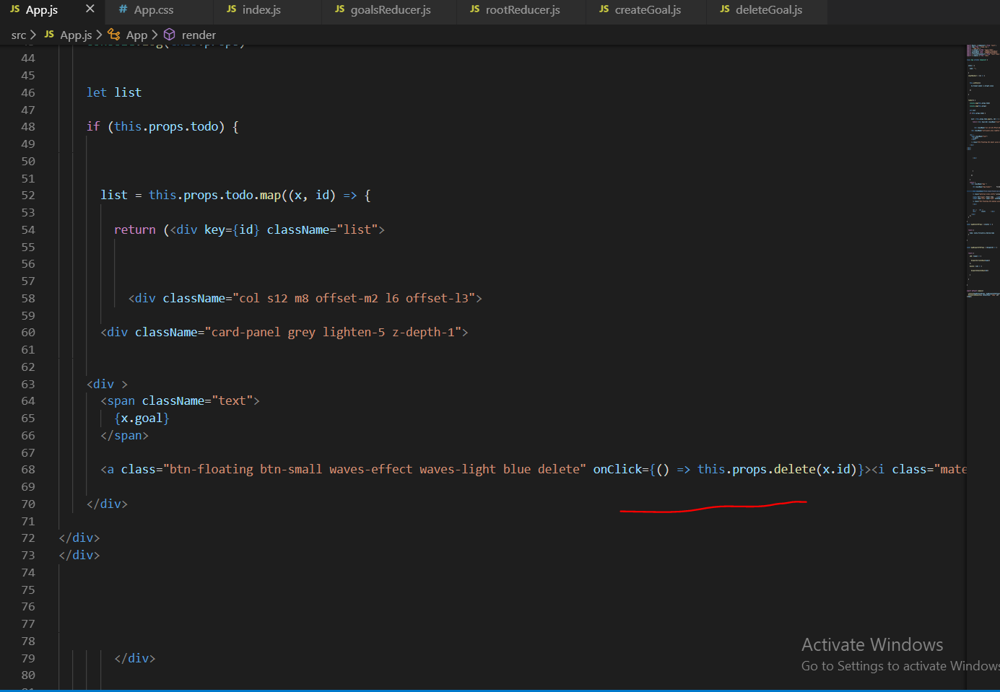 JS App.js × # App.css JS index.js JS goalsReducer.js JS rootReducer.js JS createGoal.js JS deleteGoal.js
src > JS App.js > App > render
44
45
46 let list
47
48 if (this.props.todo) {
49
50
51
52 list = this.props.todo.map((x, id) => {
53
54 return (<div key={id} className="list">
55
56
57
58 <div className="col s12 m8 offset-m2 l6 offset-l3">
59
60 <div className="card-panel grey lighten-5 z-depth-1">
61
62
63 <div >
64 <span className="text">
65 {x.goal}
66 </span>
67
68 <a class="btn-floating btn-small waves-effect waves-light blue delete" onClick={() => this.props.delete(x.id)}><i class="mate
69
70 </div>
71
72 </div>
73 </div>
74
75
76
77
78
79 </div>
80
Activate Windows
Go to Settings to activate Windows